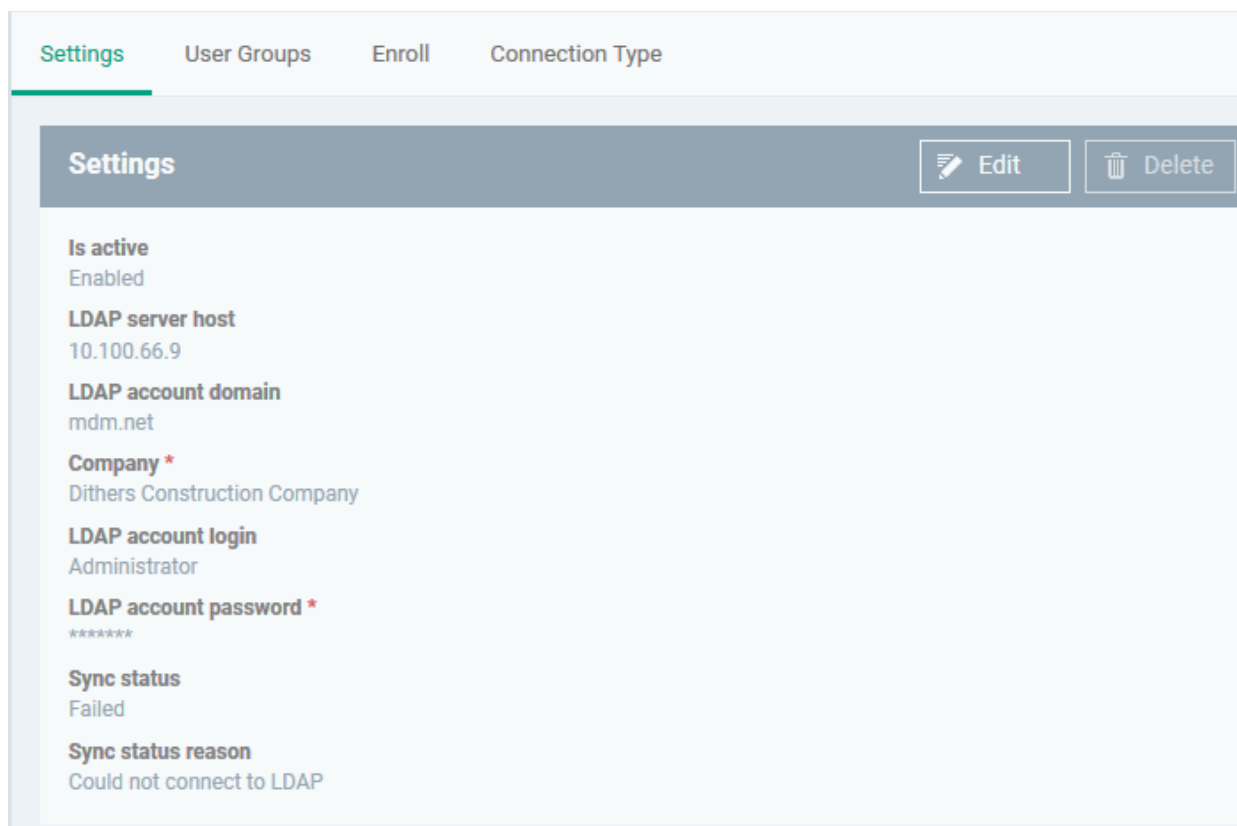 Settings User Groups Enroll Connection Type
Settings Edit Delete
Is active
Enabled
LDAP server host
10.100.66.9
LDAP account domain
mdm.net
Company *
Dithers Construction Company
LDAP account login
Administrator
LDAP account password *
*******
Sync status
Failed
Sync status reason
Could not connect to LDAP